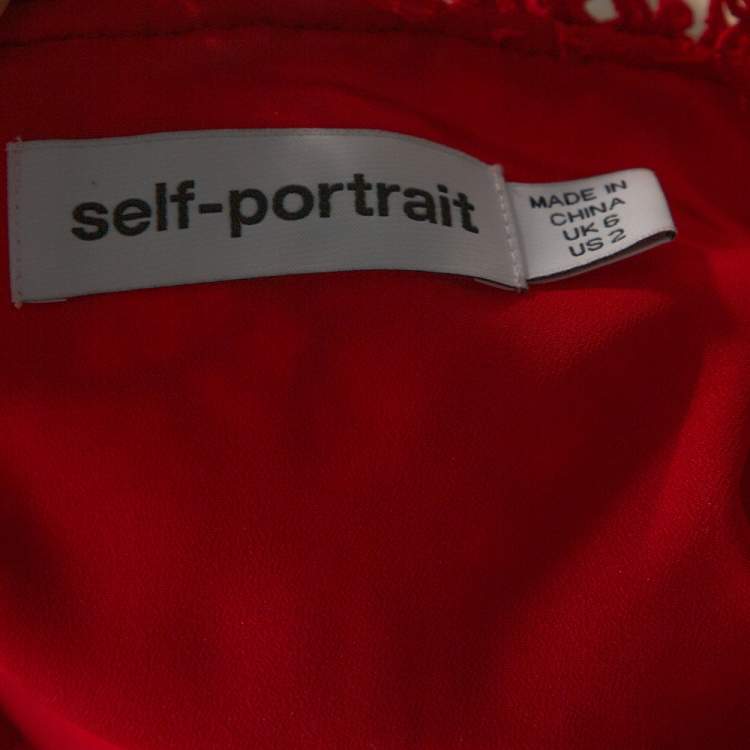 self-portrait
MADE IN
CHINA
UK 6
US 2